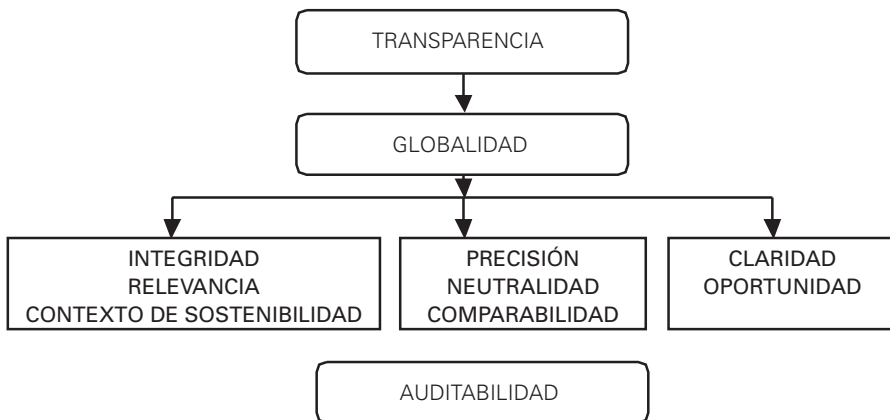 TRANSPARENCIA
GLOBALIDAD
INTEGRIDAD
RELEVANCIA
CONTEXTO DE SOSTENIBILIDAD
PRECISIÓN
NEUTRALIDAD
COMPARABILIDAD
CLARIDAD
OPORTUNIDAD
AUDITABILIDAD